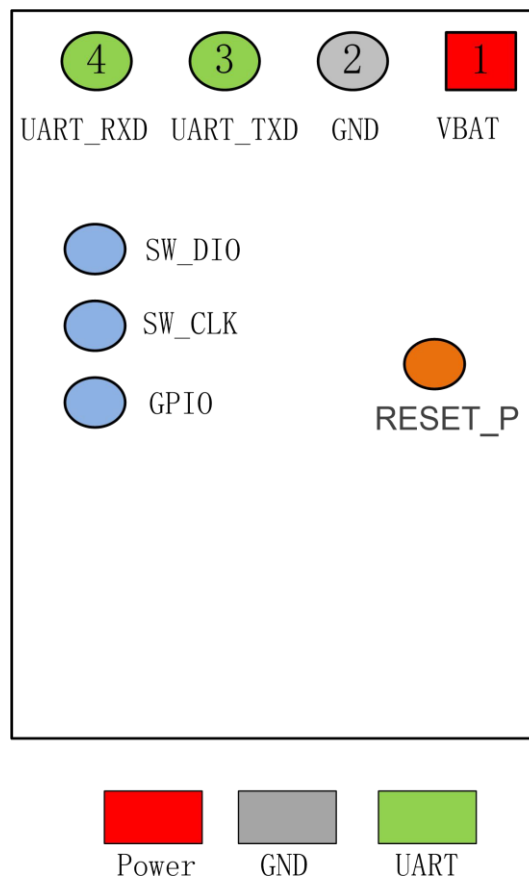 4 3 2 1
UART_RXD UART_TXD GND VBAT
SW_DIO
SW_CLK
GPIO
RESET_P
Power GND UART